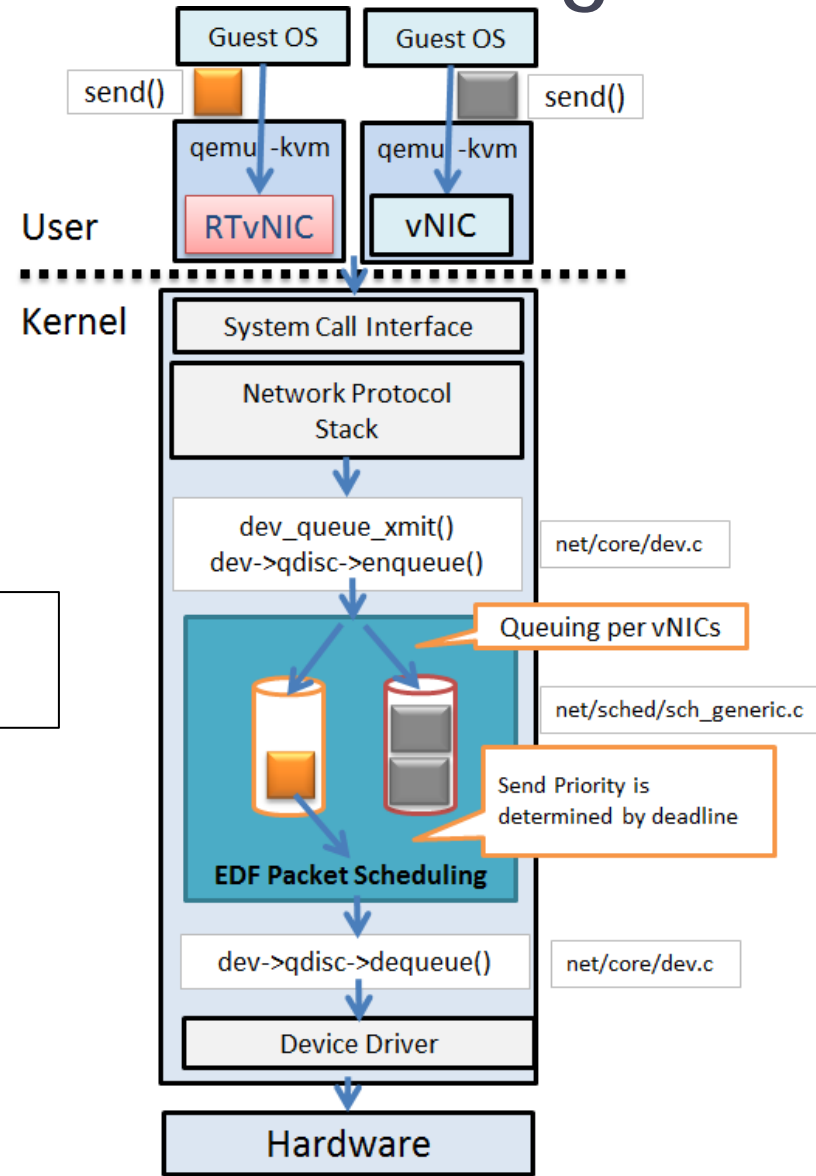 Guest OS
Guest OS
send()
send()
qemu -kvm
qemu -kvm
RTvNIC
vNIC
User
Kernel
System Call Interface
Network Protocol
Stack
dev_queue_xmit()
dev->qdisc->enqueue()
net/core/dev.c
Queuing per vNICs
net/sched/sch_generic.c
Send Priority is
determined by deadline
EDF Packet Scheduling
dev->qdisc->dequeue()
net/core/dev.c
Device Driver
Hardware